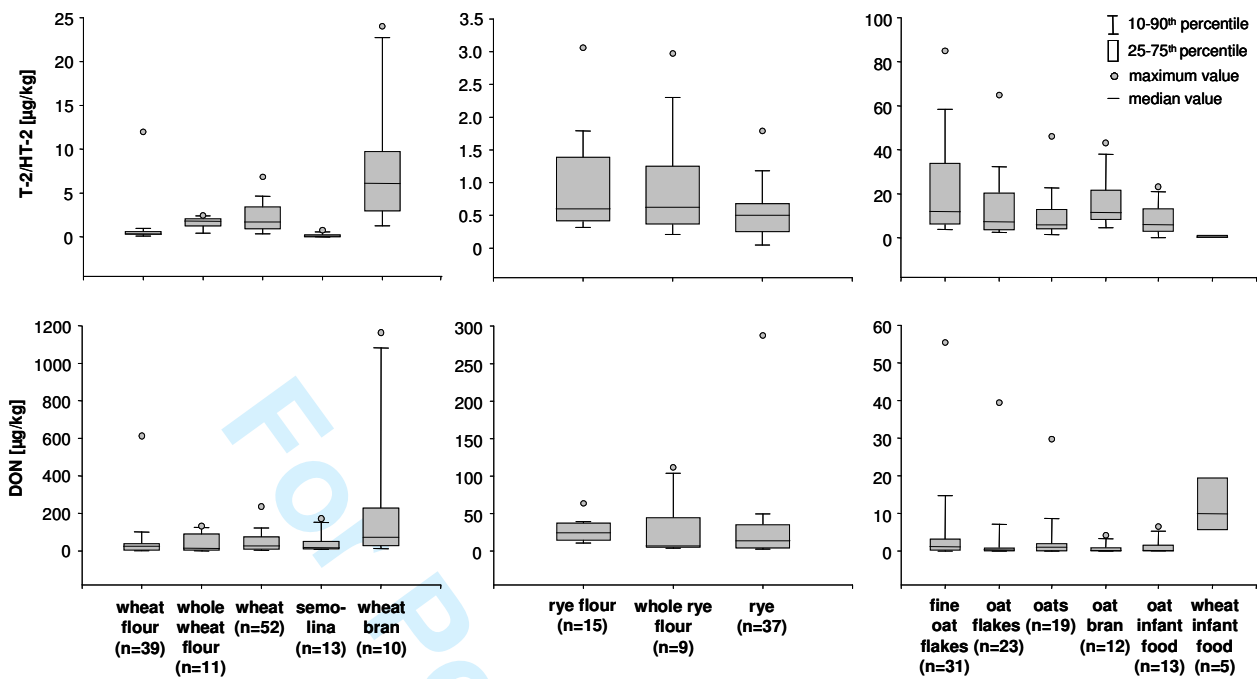 T-2/HT-2 [µg/kg]
25
20
15
10
5
0
3.5
3.0
2.5
2.0
1.5
1.0
0.5
0
100
80
60
40
20
0
10-90th percentile
25-75th percentile
maximum value
median value
DON [µg/kg]
1200
1000
800
600
400
200
0
300
250
200
150
100
50
0
60
50
40
30
20
10
0
wheat
flour
(n=39)
whole
wheat
flour
(n=11)
wheat
(n=52)
semo-
lina
(n=13)
wheat
bran
(n=10)
rye flour
(n=15)
whole rye
flour
(n=9)
rye
(n=37)
fine
oat
flakes
(n=31)
oat
flakes
(n=23)
oats
(n=19)
oat
bran
(n=12)
oat
infant
food
(n=13)
wheat
infant
food
(n=5)
For